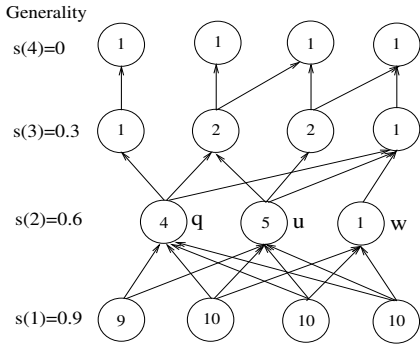 Generality
s(4)=0 1 1 1 1
s(3)=0.3 1 2 2 1
s(2)=0.6 4 q 5 u 1 w
s(1)=0.9 9 10 10 10